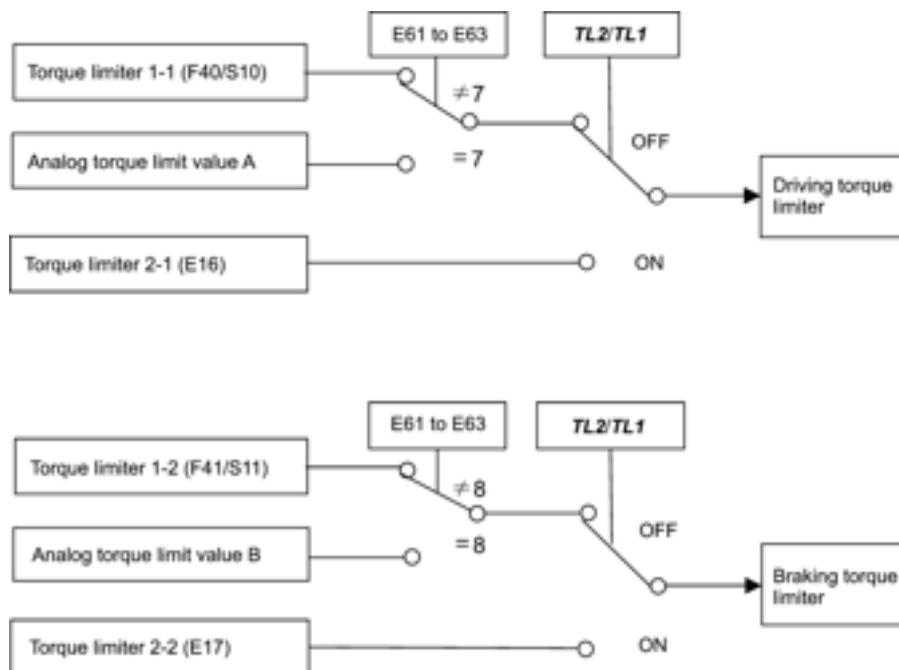 E61 to E63
TL2/TL1
Torque limiter 1-1 (F40/S10)
≠7
Analog torque limit value A
=7
OFF
Driving torque
limiter
Torque limiter 2-1 (E16)
ON
E61 to E63
TL2/TL1
Torque limiter 1-2 (F41/S11)
≠8
Analog torque limit value B
=8
OFF
Braking torque
limiter
Torque limiter 2-2 (E17)
ON